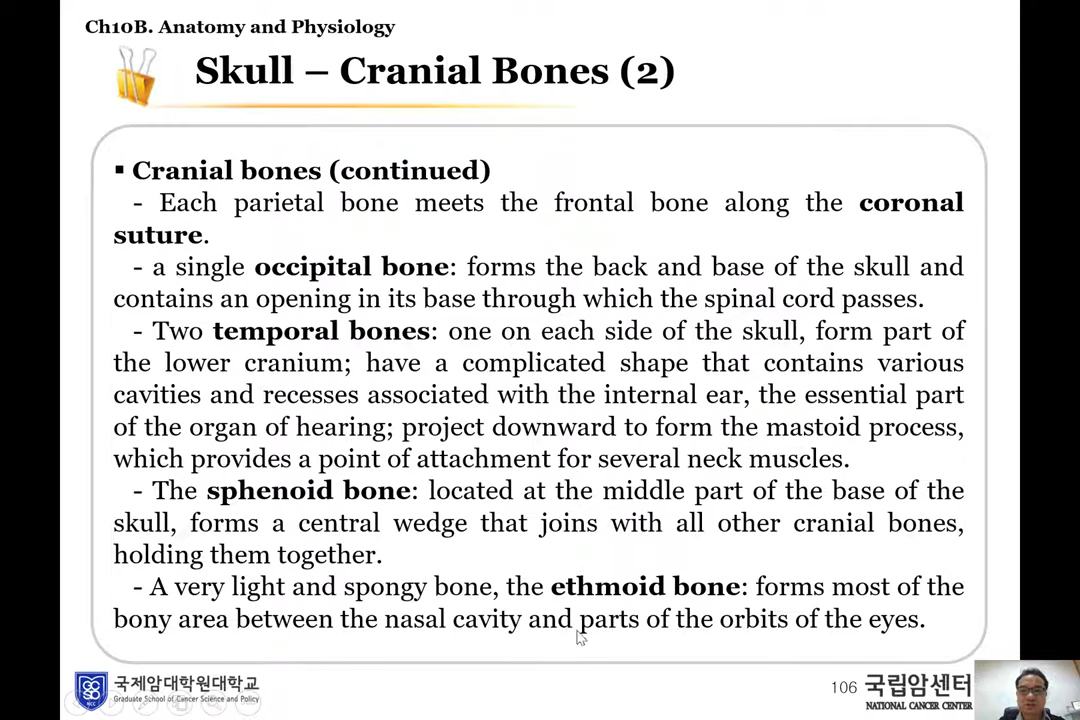 Ch10B. Anatomy and Physiology
Skull – Cranial Bones (2)
▪ Cranial bones (continued)
- Each parietal bone meets the frontal bone along the coronal
suture.
- a single occipital bone: forms the back and base of the skull and
contains an opening in its base through which the spinal cord passes.
- Two temporal bones: one on each side of the skull, form part of
the lower cranium; have a complicated shape that contains various
cavities and recesses associated with the internal ear, the essential part
of the organ of hearing; project downward to form the mastoid process,
which provides a point of attachment for several neck muscles.
- The sphenoid bone: located at the middle part of the base of the
skull, forms a central wedge that joins with all other cranial bones,
holding them together.
- A very light and spongy bone, the ethmoid bone: forms most of the
bony area between the nasal cavity and parts of the orbits of the eyes.
국제암대학원대학교
Graduate School of Cancer Science and Policy
106
국립암센터
NATIONAL CANCER CENTER